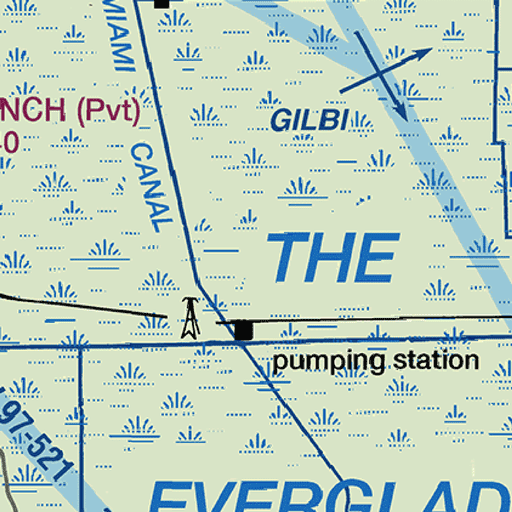 MIAMI
NCH (Pvt)
0
GILBI
CANAL
THE
pumping station
97-521
EVERGLAD